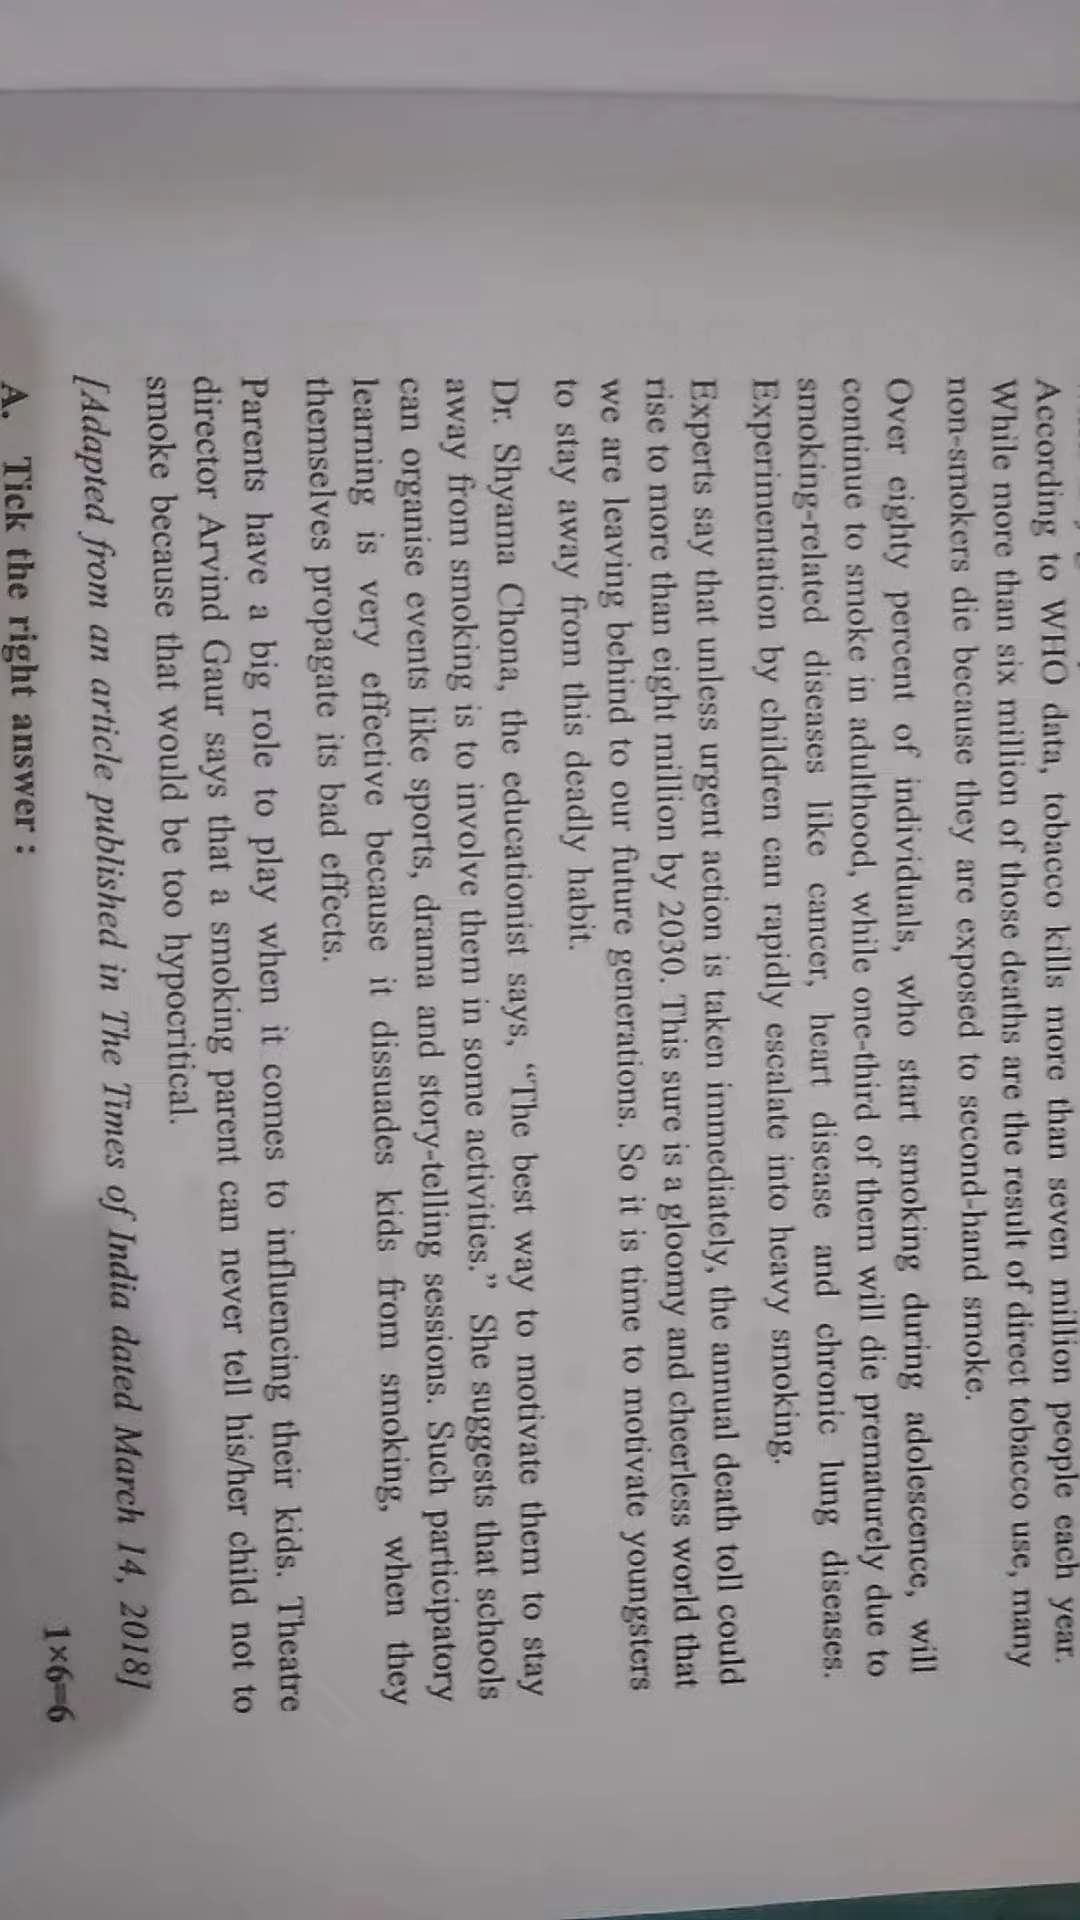 According to WHO data, tobacco kills more than seven million people each year.
While more than six million of those deaths are the result of direct tobacco use, many
non-smokers die because they are exposed to second-hand smoke.
Over eighty percent of individuals, who start smoking during adolescence, will
continue to smoke in adulthood, while one-third of them will die prematurely due to
smoking-related diseases like cancer, heart disease and chronic lung diseases.
Experimentation by children can rapidly escalate into heavy smoking.
Experts say that unless urgent action is taken immediately, the annual death toll could
rise to more than eight million by 2030. This sure is a gloomy and cheerless world that
we are leaving behind to our future generations. So it is time to motivate youngsters
to stay away from this deadly habit.
Dr. Shyama Chona, the educationist says, “The best way to motivate them to stay
away from smoking is to involve them in some activities.” She suggests that schools
can organise events like sports, drama and story-telling sessions. Such participatory
learning is very effective because it dissuades kids from smoking, when they
themselves propagate its bad effects.
Parents have a big role to play when it comes to influencing their kids. Theatre
director Arvind Gaur says that a smoking parent can never tell his/her child not to
smoke because that would be too hypocritical.
[Adapted from an article published in The Times of India dated March 14, 2018]
A. Tick the right answer : 1×6=6